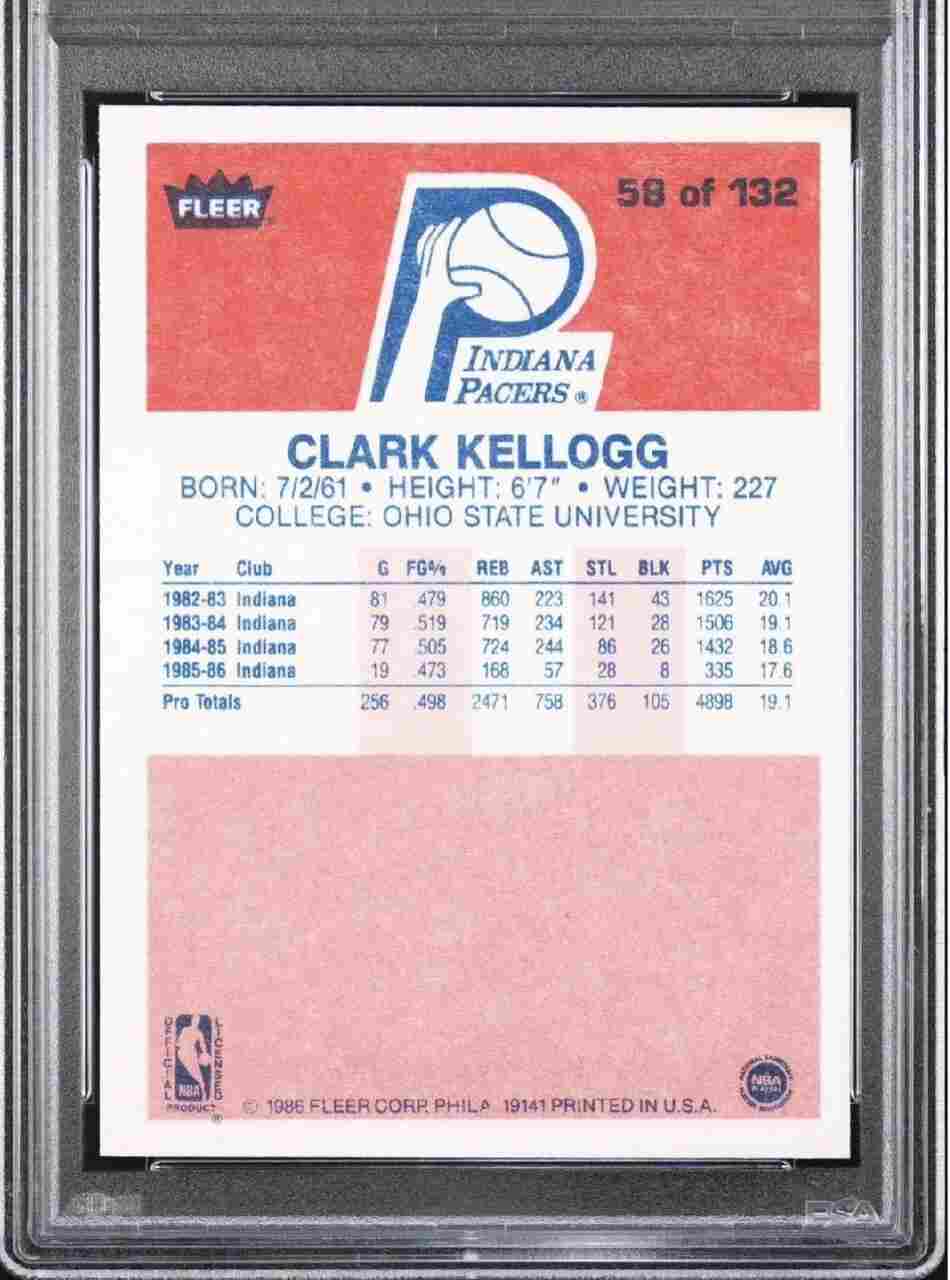 FLEER
58 of 132
INDIANA
PACERS ®
CLARK KELLOGG
BORN: 7/2/61 • HEIGHT: 6'7" • WEIGHT: 227
COLLEGE: OHIO STATE UNIVERSITY
Year Club G FG% REB AST STL BLK PTS AVG
1982-83 Indiana 81 .479 860 223 141 43 1625 20.1
1983-84 Indiana 79 .519 719 234 121 28 1506 19.1
1984-85 Indiana 77 .505 724 244 86 26 1432 18.6
1985-86 Indiana 19 .473 168 57 28 8 335 17.6
Pro Totals 256 .498 2471 758 376 105 4898 19.1
OFFICIAL
NBA
LICENSED
PRODUCT ®
© 1986 FLEER CORP. PHILA. 19141 PRINTED IN U.S.A.
NBA
PLAYERS
PSA